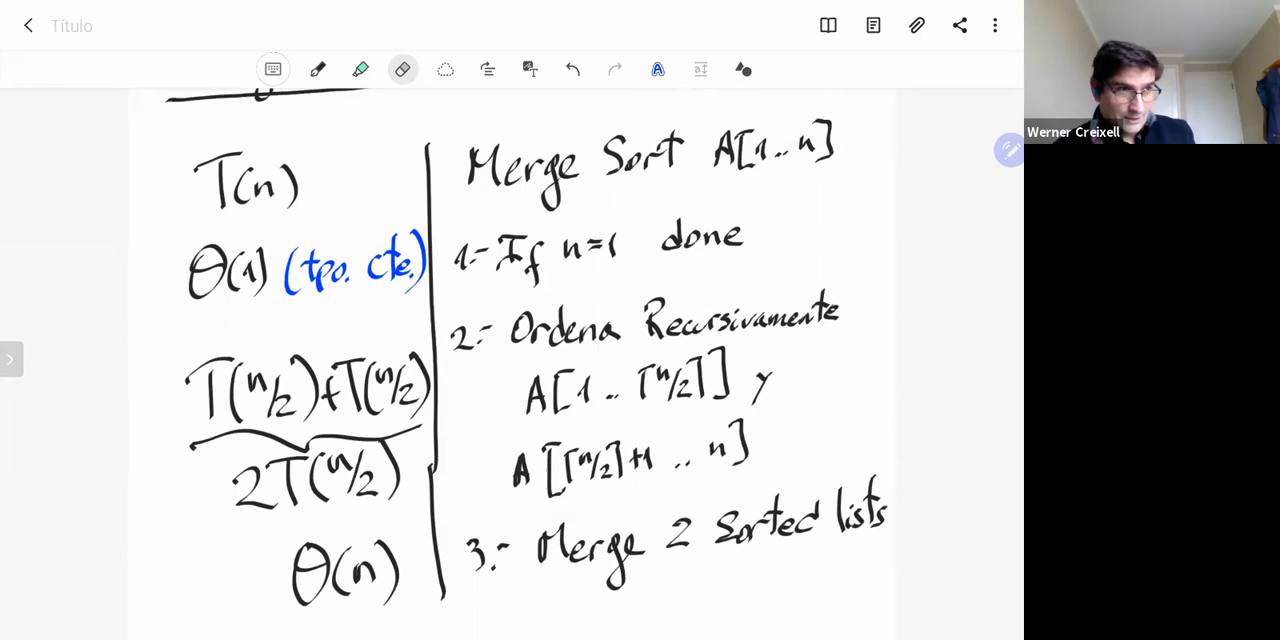 Título
Werner Creixell
T(n)
Merge Sort A[1..n]
Θ(1) (tpo. cte.)
1.- If n=1 done
2.- Ordena Recursivamente
T(n/2)+T(n/2)
A[1 .. ⌈n/2⌉] y
2T(n/2)
A[⌈n/2⌉+1 .. n]
Θ(n)
3.- Merge 2 Sorted lists